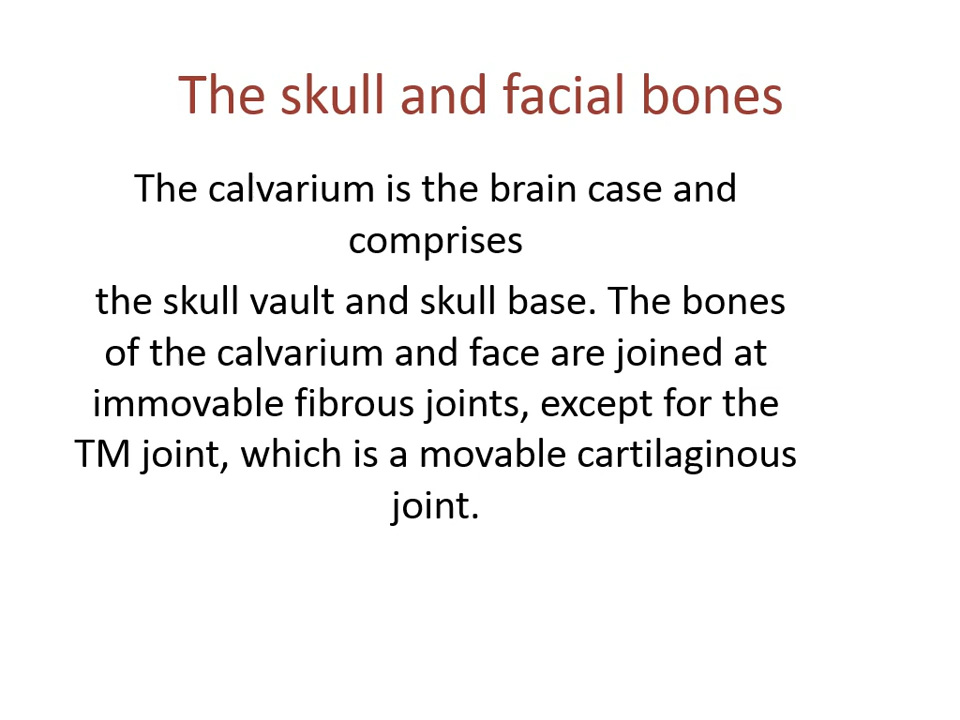 The skull and facial bones
The calvarium is the brain case and
comprises
the skull vault and skull base. The bones
of the calvarium and face are joined at
immovable fibrous joints, except for the
TM joint, which is a movable cartilaginous
joint.